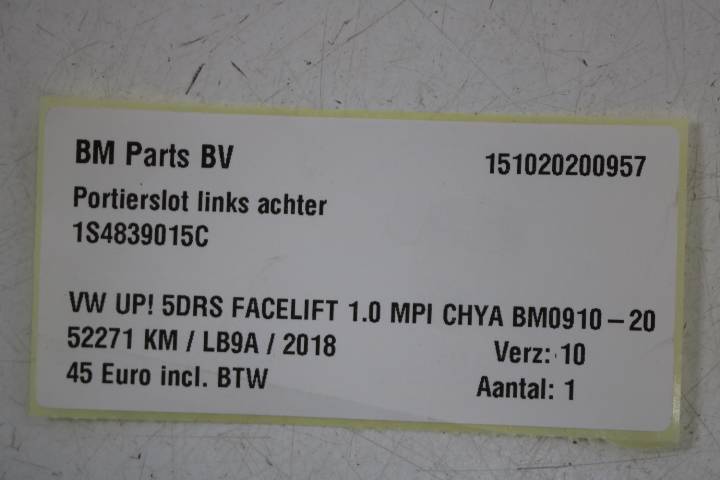 BM Parts BV 151020200957
Portierslot links achter
1S4839015C
VW UP! 5DRS FACELIFT 1.0 MPI CHYA BM0910-20
52271 KM / LB9A / 2018 Verz: 10
45 Euro incl. BTW Aantal: 1